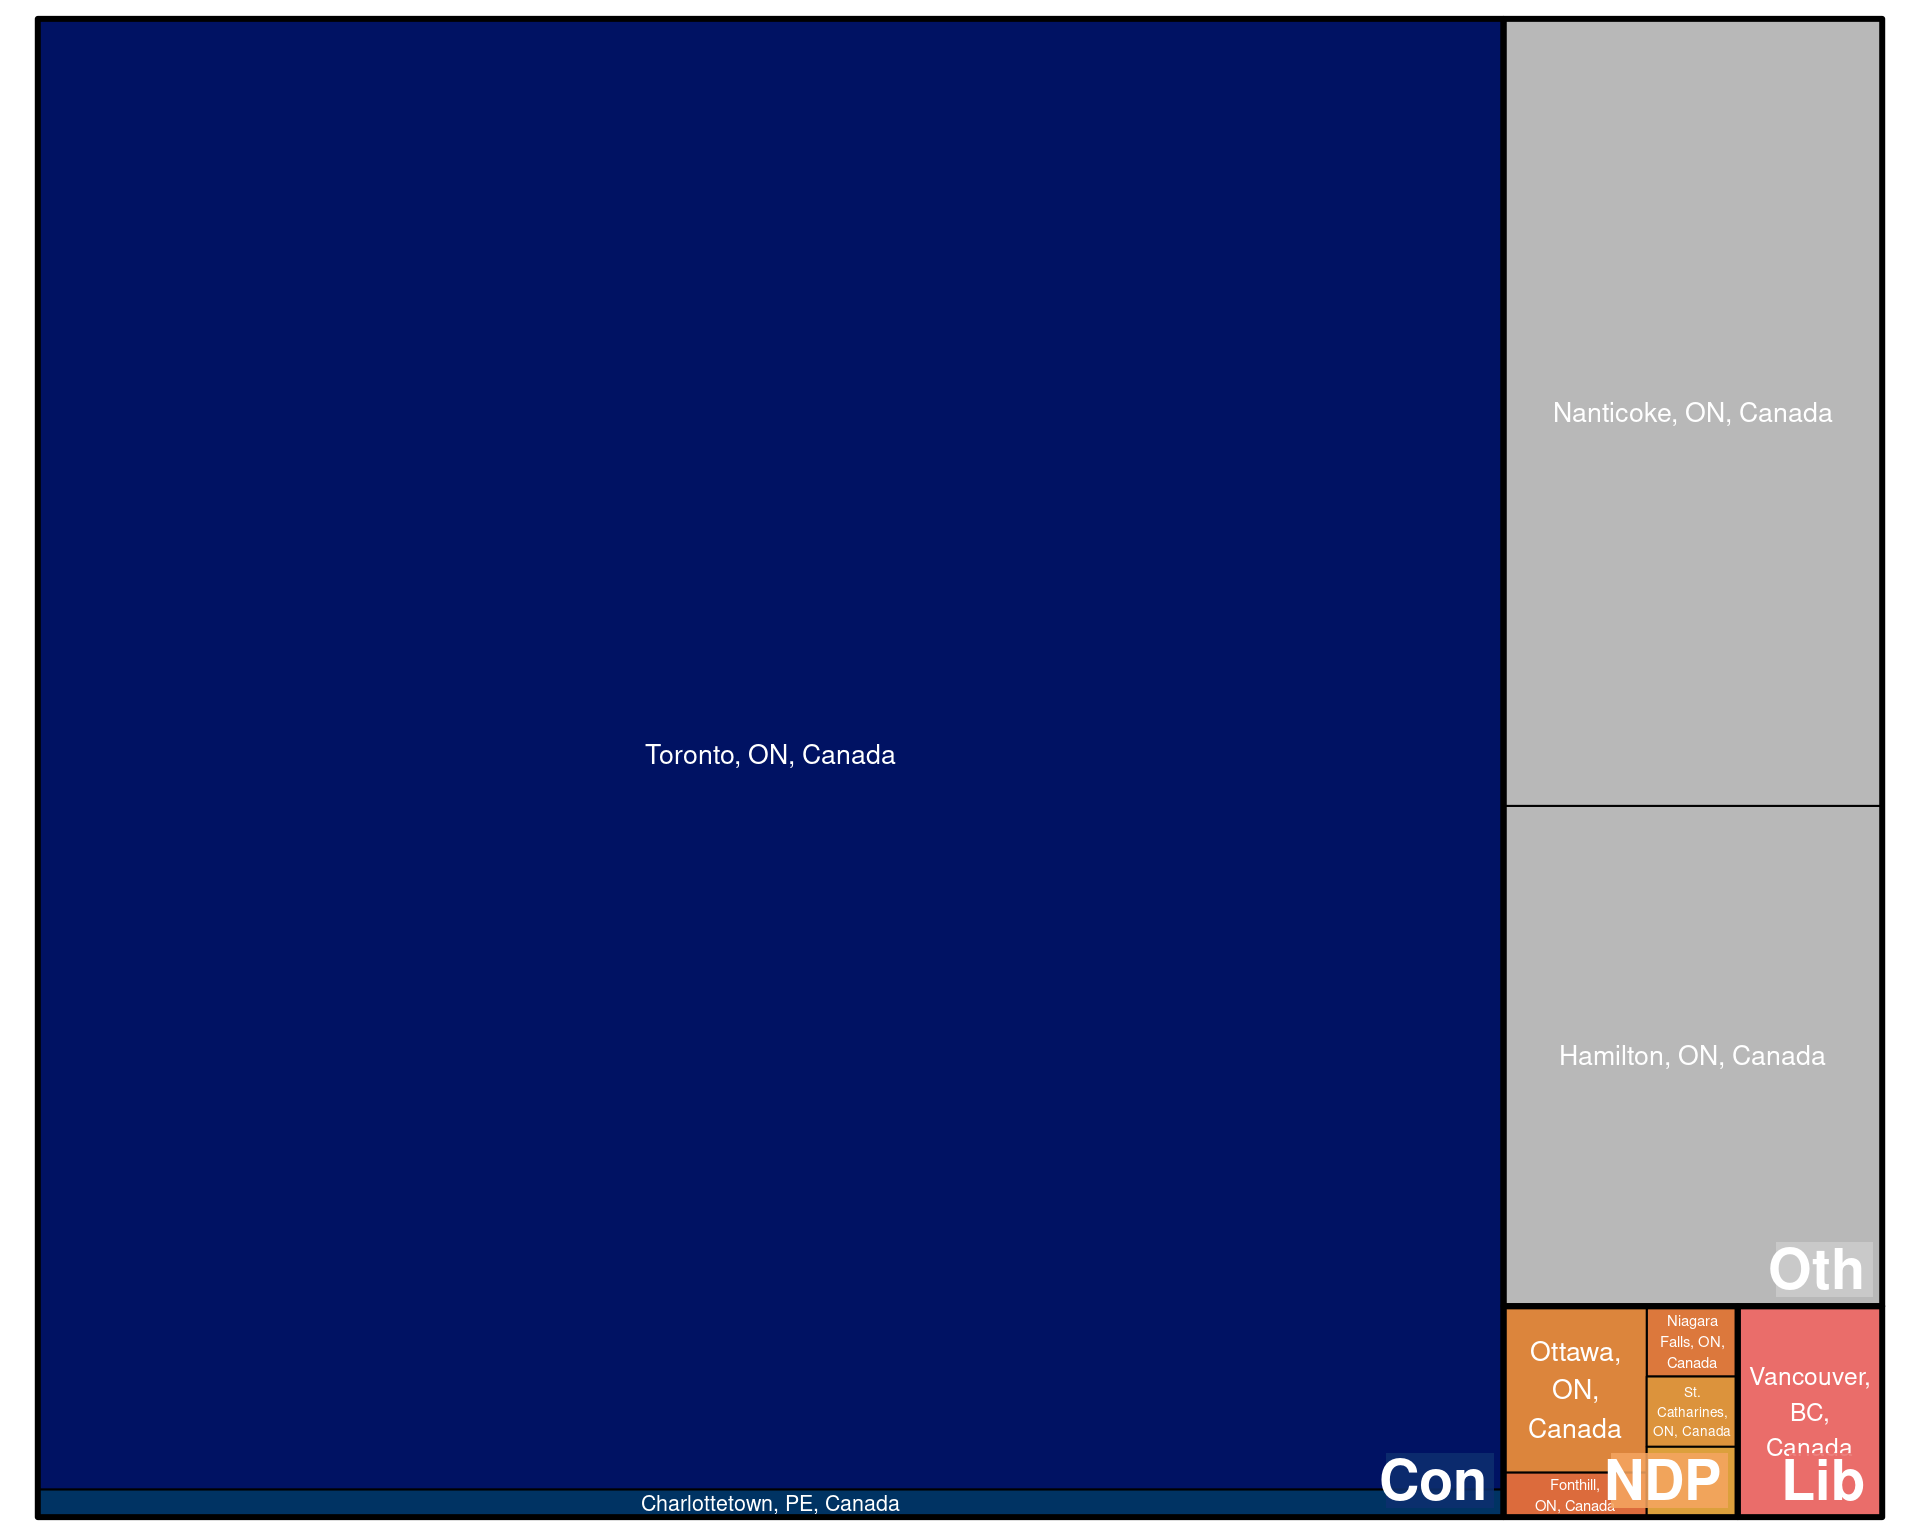 Toronto, ON, Canada
Charlottetown, PE, Canada
Con
Nanticoke, ON, Canada
Hamilton, ON, Canada
Oth
Ottawa,
ON,
Canada
Niagara
Falls, ON,
Canada
St.
Catharines,
ON, Canada
Fonthill,
ON, Canada
NDP
Vancouver,
BC,
Canada
Lib